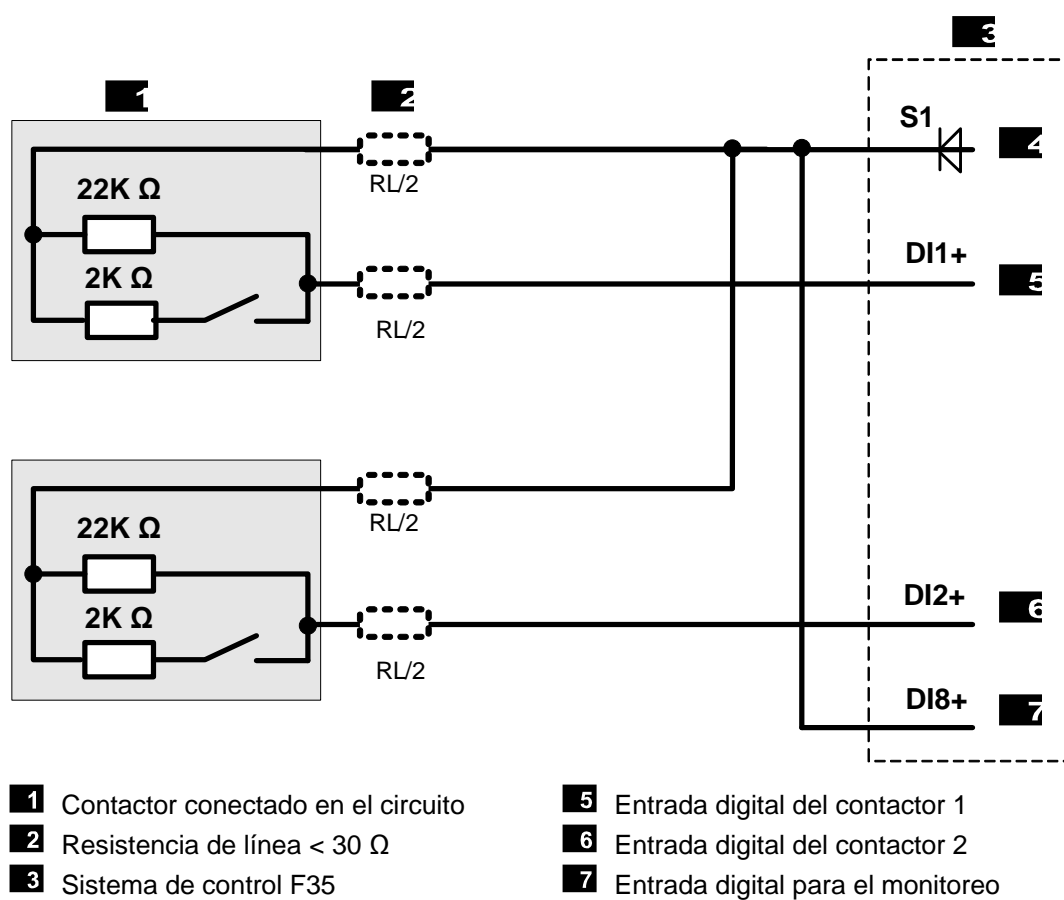 3
1
2
S1
4
RL/2
22K Ω
DI1+
2K Ω
5
RL/2
RL/2
22K Ω
DI2+
2K Ω
6
RL/2
DI8+
7
1 Contactor conectado en el circuito
2 Resistencia de línea < 30 Ω
3 Sistema de control F35
5 Entrada digital del contactor 1
6 Entrada digital del contactor 2
7 Entrada digital para el monitoreo